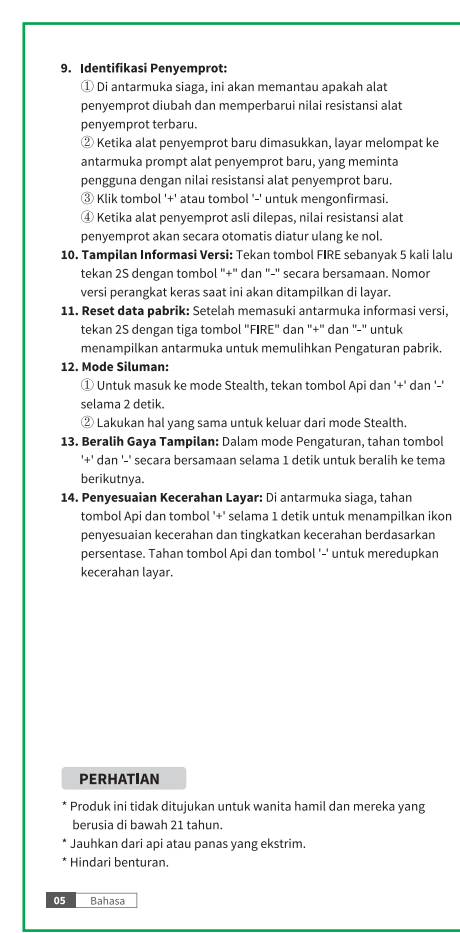 9. Identifikasi Penyemprot:
① Di antarmuka siaga, ini akan memantau apakah alat
penyemprot diubah dan memperbarui nilai resistansi alat
penyemprot terbaru.
② Ketika alat penyemprot baru dimasukkan, layar melompat ke
antarmuka prompt alat penyemprot baru, yang meminta
pengguna dengan nilai resistansi alat penyemprot baru.
③ Klik tombol '+' atau tombol '-' untuk mengonfirmasi.
④ Ketika alat penyemprot asli dilepas, nilai resistansi alat
penyemprot akan secara otomatis diatur ulang ke nol.
10. Tampilan Informasi Versi: Tekan tombol FIRE sebanyak 5 kali lalu
tekan 2S dengan tombol "+" dan "-" secara bersamaan. Nomor
versi perangkat keras saat ini akan ditampilkan di layar.
11. Reset data pabrik: Setelah memasuki antarmuka informasi versi,
tekan 2S dengan tiga tombol "FIRE" dan "+" dan "-" untuk
menampilkan antarmuka untuk memulihkan Pengaturan pabrik.
12. Mode Siluman:
① Untuk masuk ke mode Stealth, tekan tombol Api dan '+' dan '-'
selama 2 detik.
② Lakukan hal yang sama untuk keluar dari mode Stealth.
13. Beralih Gaya Tampilan: Dalam mode Pengaturan, tahan tombol
'+' dan '-' secara bersamaan selama 1 detik untuk beralih ke tema
berikutnya.
14. Penyesuaian Kecerahan Layar: Di antarmuka siaga, tahan
tombol Api dan tombol '+' selama 1 detik untuk menampilkan ikon
penyesuaian kecerahan dan tingkatkan kecerahan berdasarkan
persentase. Tahan tombol Api dan tombol '-' untuk meredupkan
kecerahan layar.
PERHATIAN
* Produk ini tidak ditujukan untuk wanita hamil dan mereka yang
berusia di bawah 21 tahun.
* Jauhkan dari api atau panas yang ekstrim.
* Hindari benturan.
05 Bahasa